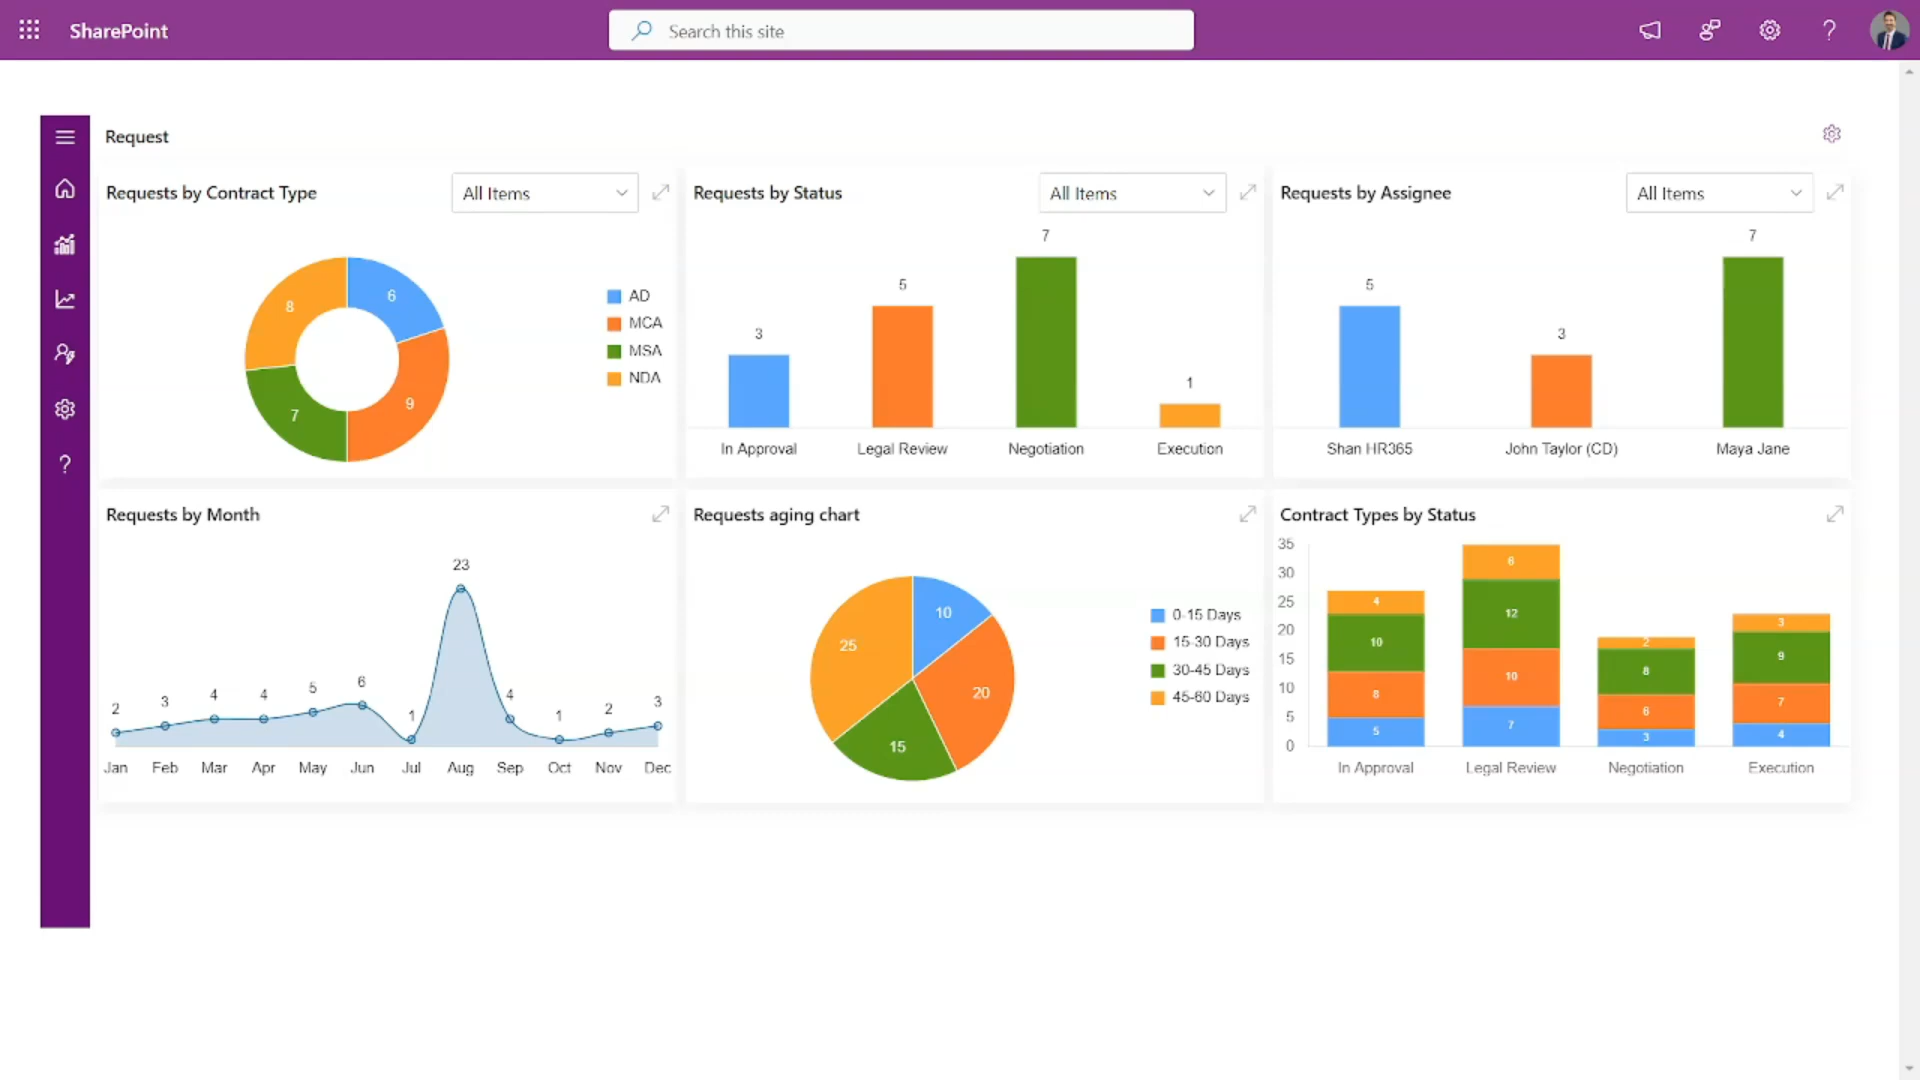 SharePoint
Search this site
?
Request
?
Requests by Contract Type
All Items
6
8
9
7
AD
MCA
MSA
NDA
Requests by Status
All Items
3
5
7
1
In Approval Legal Review Negotiation Execution
Requests by Assignee
All Items
5
3
7
Shan HR365 John Taylor (CD) Maya Jane
Requests by Month
2 3 4 4 5 6 1 23 4 1 2 3
Jan Feb Mar Apr May Jun Jul Aug Sep Oct Nov Dec
Requests aging chart
10
25
20
15
0-15 Days
15-30 Days
30-45 Days
45-60 Days
Contract Types by Status
35
30
25
20
15
10
5
0
4
10
8
5
6
12
10
7
2
8
6
3
3
9
7
4
In Approval Legal Review Negotiation Execution